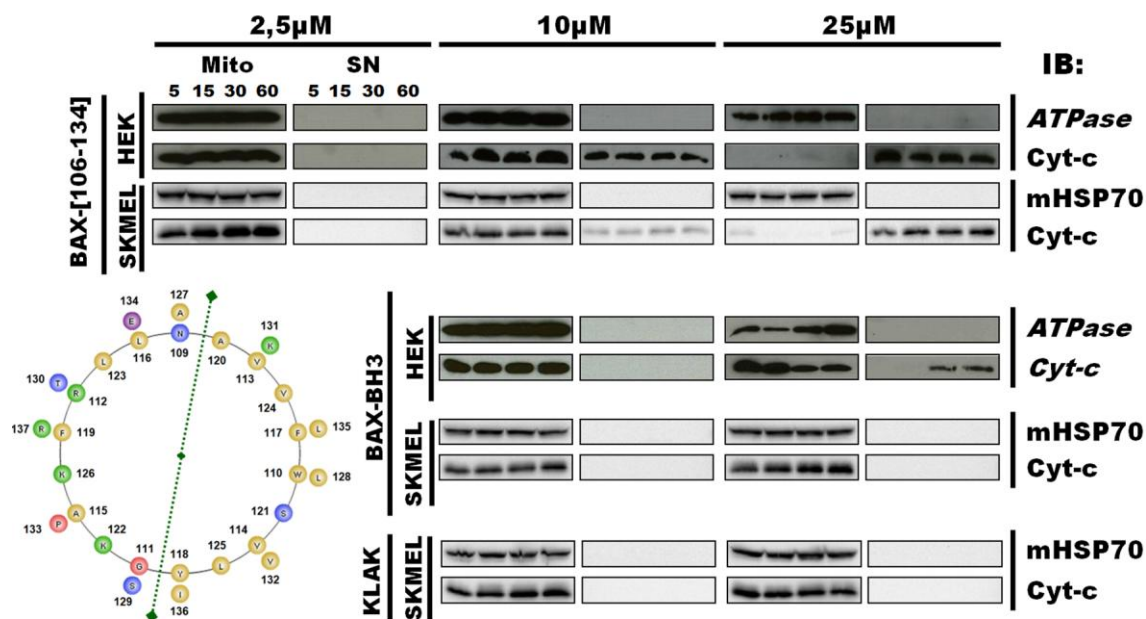 2,5µM 10µM 25µM
Mito SN IB:
5 15 30 60 5 15 30 60
BAX-[106-134]
HEK
ATPase
Cyt-c
SKMEL
mHSP70
Cyt-c
BAX-BH3
HEK
ATPase
Cyt-c
SKMEL
mHSP70
Cyt-c
KLAK
SKMEL
mHSP70
Cyt-c
127
A
134
E
131
K
L
116
N
109
A
120
V
113
L
123
130
T
R
112
V
124
137
R
F
119
F
117
L
135
K
126
W
110
L
128
A
115
P
133
S
121
K
122
V
114
V
132
G
111
S
129
Y
118
I
136
L
125